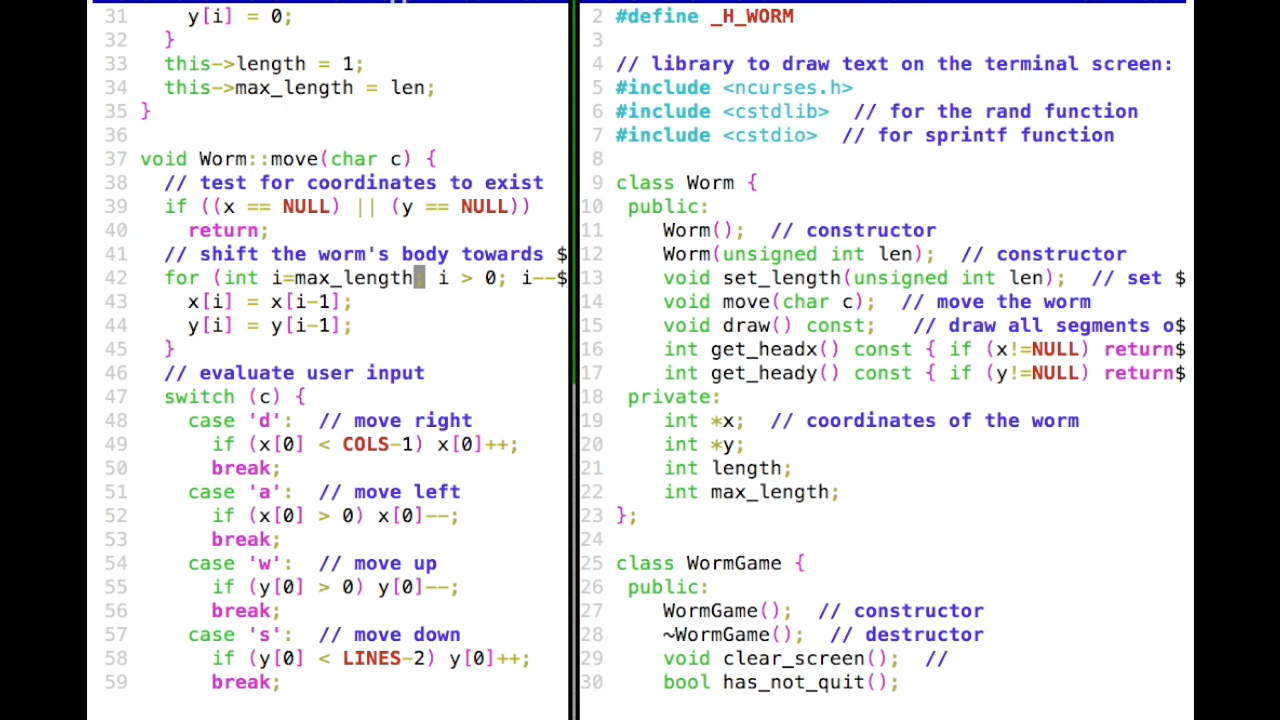 31     y[i] = 0;
32   }
33   this->length = 1;
34   this->max_length = len;
35 }
36
37 void Worm::move(char c) {
38   // test for coordinates to exist
39   if ((x == NULL) || (y == NULL))
40     return;
41   // shift the worm's body towards $
42   for (int i=max_length; i > 0; i--$
43     x[i] = x[i-1];
44     y[i] = y[i-1];
45   }
46   // evaluate user input
47   switch (c) {
48     case 'd':  // move right
49       if (x[0] < COLS-1) x[0]++;
50       break;
51     case 'a':  // move left
52       if (x[0] > 0) x[0]--;
53       break;
54     case 'w':  // move up
55       if (y[0] > 0) y[0]--;
56       break;
57     case 's':  // move down
58       if (y[0] < LINES-2) y[0]++;
59       break;
2 #define _H_WORM
3
4 // library to draw text on the terminal screen:
5 #include <ncurses.h>
6 #include <cstdlib>  // for the rand function
7 #include <cstdio>  // for sprintf function
8
9 class Worm {
10  public:
11     Worm();  // constructor
12     Worm(unsigned int len);  // constructor
13     void set_length(unsigned int len);  // set $
14     void move(char c);  // move the worm
15     void draw() const;   // draw all segments o$
16     int get_headx() const { if (x!=NULL) return$
17     int get_heady() const { if (y!=NULL) return$
18  private:
19     int *x;  // coordinates of the worm
20     int *y;
21     int length;
22     int max_length;
23 };
24
25 class WormGame {
26  public:
27     WormGame();  // constructor
28     ~WormGame();  // destructor
29     void clear_screen();  //
30     bool has_not_quit();